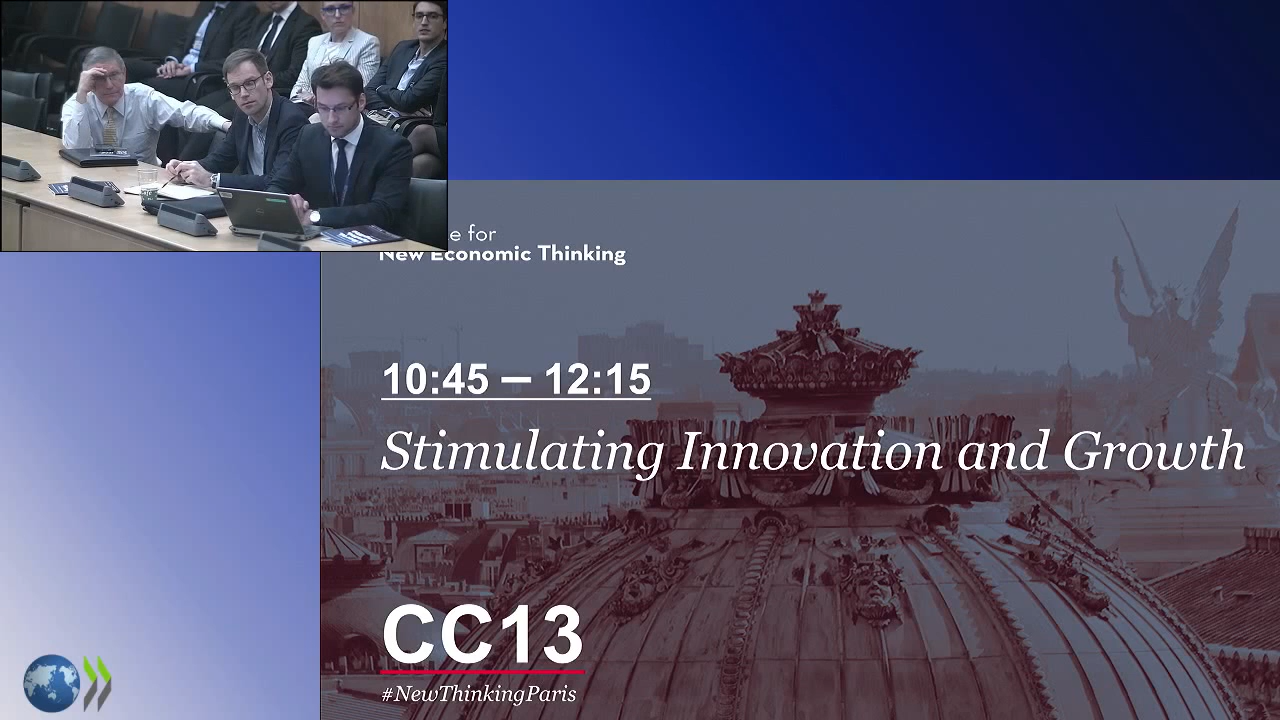 e for
New Economic Thinking
10:45 – 12:15
Stimulating Innovation and Growth
CC13
#NewThinkingParis